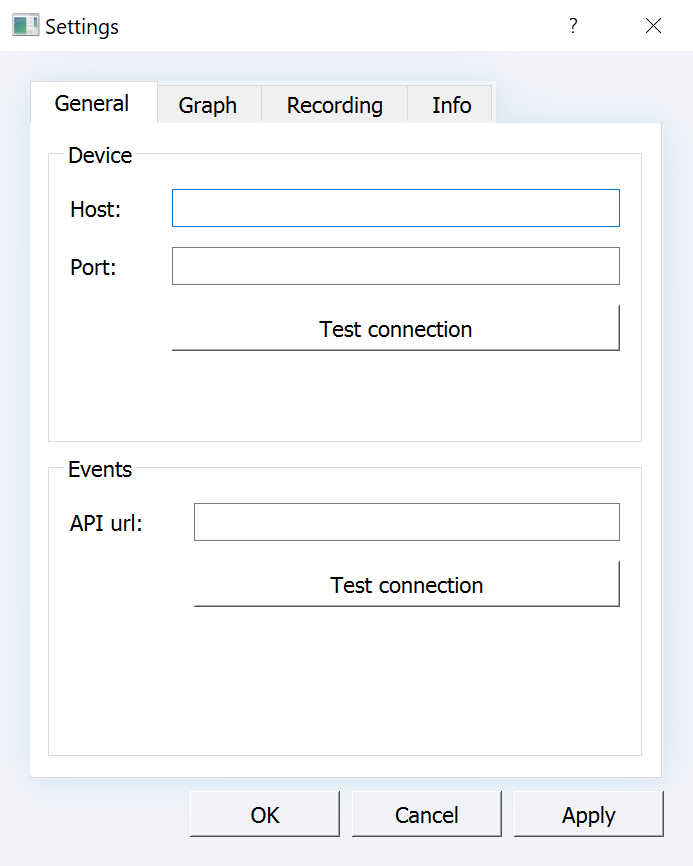 Settings ?
General Graph Recording Info
Device
Host:
Port:
Test connection
Events
API url:
Test connection
OK Cancel Apply